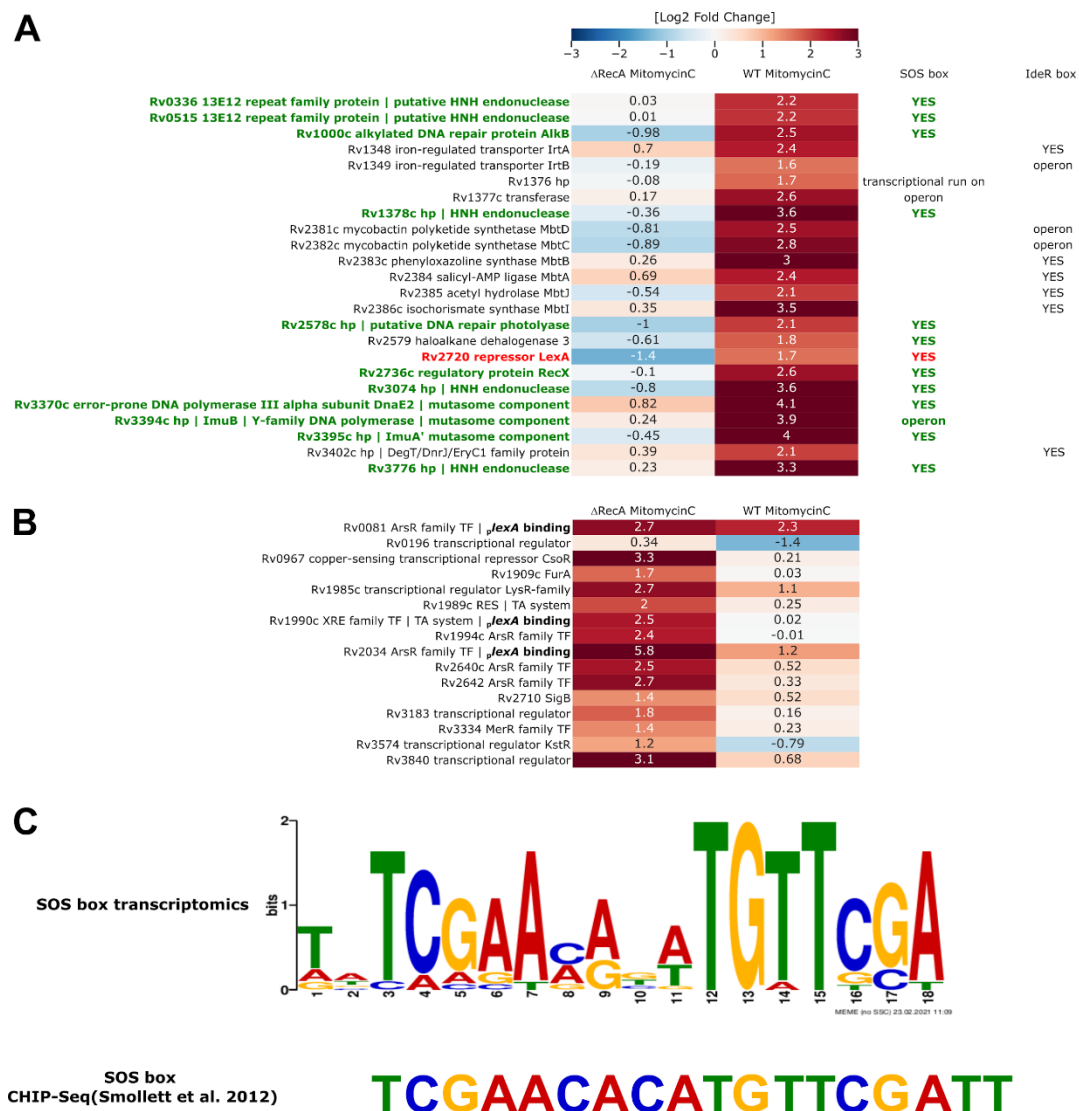 A
[Log2 Fold Change]
−3 −2 −1 0 1 2 3
ΔRecA MitomycinC WT MitomycinC SOS box IdeR box
Rv0336 13E12 repeat family protein | putative HNH endonuclease 0.03 2.2 YES
Rv0515 13E12 repeat family protein | putative HNH endonuclease 0.01 2.2 YES
Rv1000c alkylated DNA repair protein AlkB -0.98 2.5 YES
Rv1348 iron-regulated transporter IrtA 0.7 2.4 YES
Rv1349 iron-regulated transporter IrtB -0.19 1.6 operon
Rv1376 hp -0.08 1.7 transcriptional run on
Rv1377c transferase 0.17 2.6 operon
Rv1378c hp | HNH endonuclease -0.36 3.6 YES
Rv2381c mycobactin polyketide synthetase MbtD -0.81 2.5 operon
Rv2382c mycobactin polyketide synthetase MbtC -0.89 2.8 operon
Rv2383c phenyloxazoline synthase MbtB 0.26 3 YES
Rv2384 salicyl-AMP ligase MbtA 0.69 2.4 YES
Rv2385 acetyl hydrolase MbtJ -0.54 2.1 YES
Rv2386c isochorismate synthase MbtI 0.35 3.5 YES
Rv2578c hp | putative DNA repair photolyase -1 2.1 YES
Rv2579 haloalkane dehalogenase 3 -0.61 1.8 YES
Rv2720 repressor LexA -1.4 1.7 YES
Rv2736c regulatory protein RecX -0.1 2.6 YES
Rv3074 hp | HNH endonuclease -0.8 3.6 YES
Rv3370c error-prone DNA polymerase III alpha subunit DnaE2 | mutasome component 0.82 4.1 YES
Rv3394c hp | ImuB | Y-family DNA polymerase | mutasome component 0.24 3.9 operon
Rv3395c hp | ImuA' mutasome component -0.45 4 YES
Rv3402c hp | DegT/DnrJ/EryC1 family protein 0.39 2.1 YES
Rv3776 hp | HNH endonuclease 0.23 3.3 YES
B
ΔRecA MitomycinC WT MitomycinC
Rv0081 ArsR family TF | plexA binding 2.7 2.3
Rv0196 transcriptional regulator 0.34 -1.4
Rv0967 copper-sensing transcriptional repressor CsoR 3.3 0.21
Rv1909c FurA 1.7 0.03
Rv1985c transcriptional regulator LysR-family 2.7 1.1
Rv1989c RES | TA system 2 0.25
Rv1990c XRE family TF | TA system | plexA binding 2.5 0.02
Rv1994c ArsR family TF 2.4 -0.01
Rv2034 ArsR family TF | plexA binding 5.8 1.2
Rv2640c ArsR family TF 2.5 0.52
Rv2642 ArsR family TF 2.7 0.33
Rv2710 SigB 1.4 0.52
Rv3183 transcriptional regulator 1.8 0.16
Rv3334 MerR family TF 1.4 0.23
Rv3574 transcriptional regulator KstR 1.2 -0.79
Rv3840 transcriptional regulator 3.1 0.68
C
SOS box transcriptomics
bits
2
1
0
1 2 3 4 5 6 7 8 9 10 11 12 13 14 15 16 17 18
MEME (no SSC) 23.02.2021 11:09
SOS box
CHIP-Seq(Smollett et al. 2012)
TCGAACACATGTTCGATT